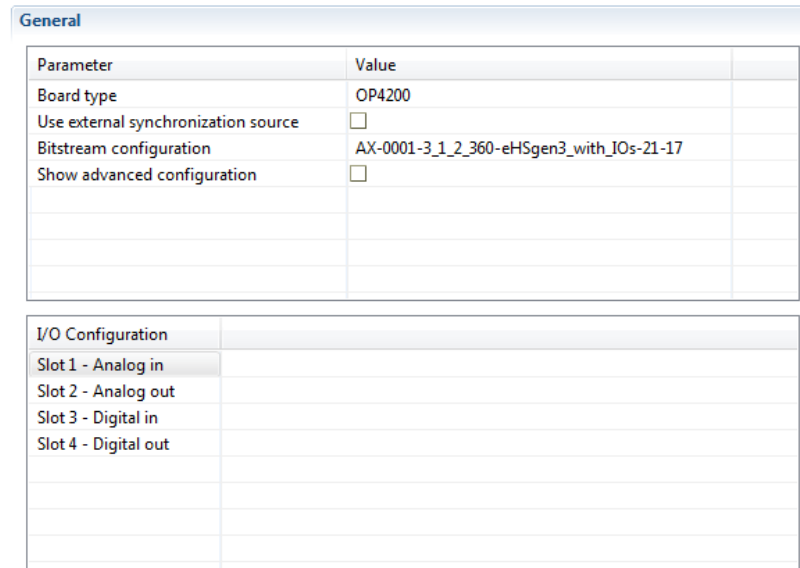 General
Parameter Value
Board type OP4200
Use external synchronization source
Bitstream configuration AX-0001-3_1_2_360-eHSgen3_with_IOs-21-17
Show advanced configuration
I/O Configuration
Slot 1 - Analog in
Slot 2 - Analog out
Slot 3 - Digital in
Slot 4 - Digital out